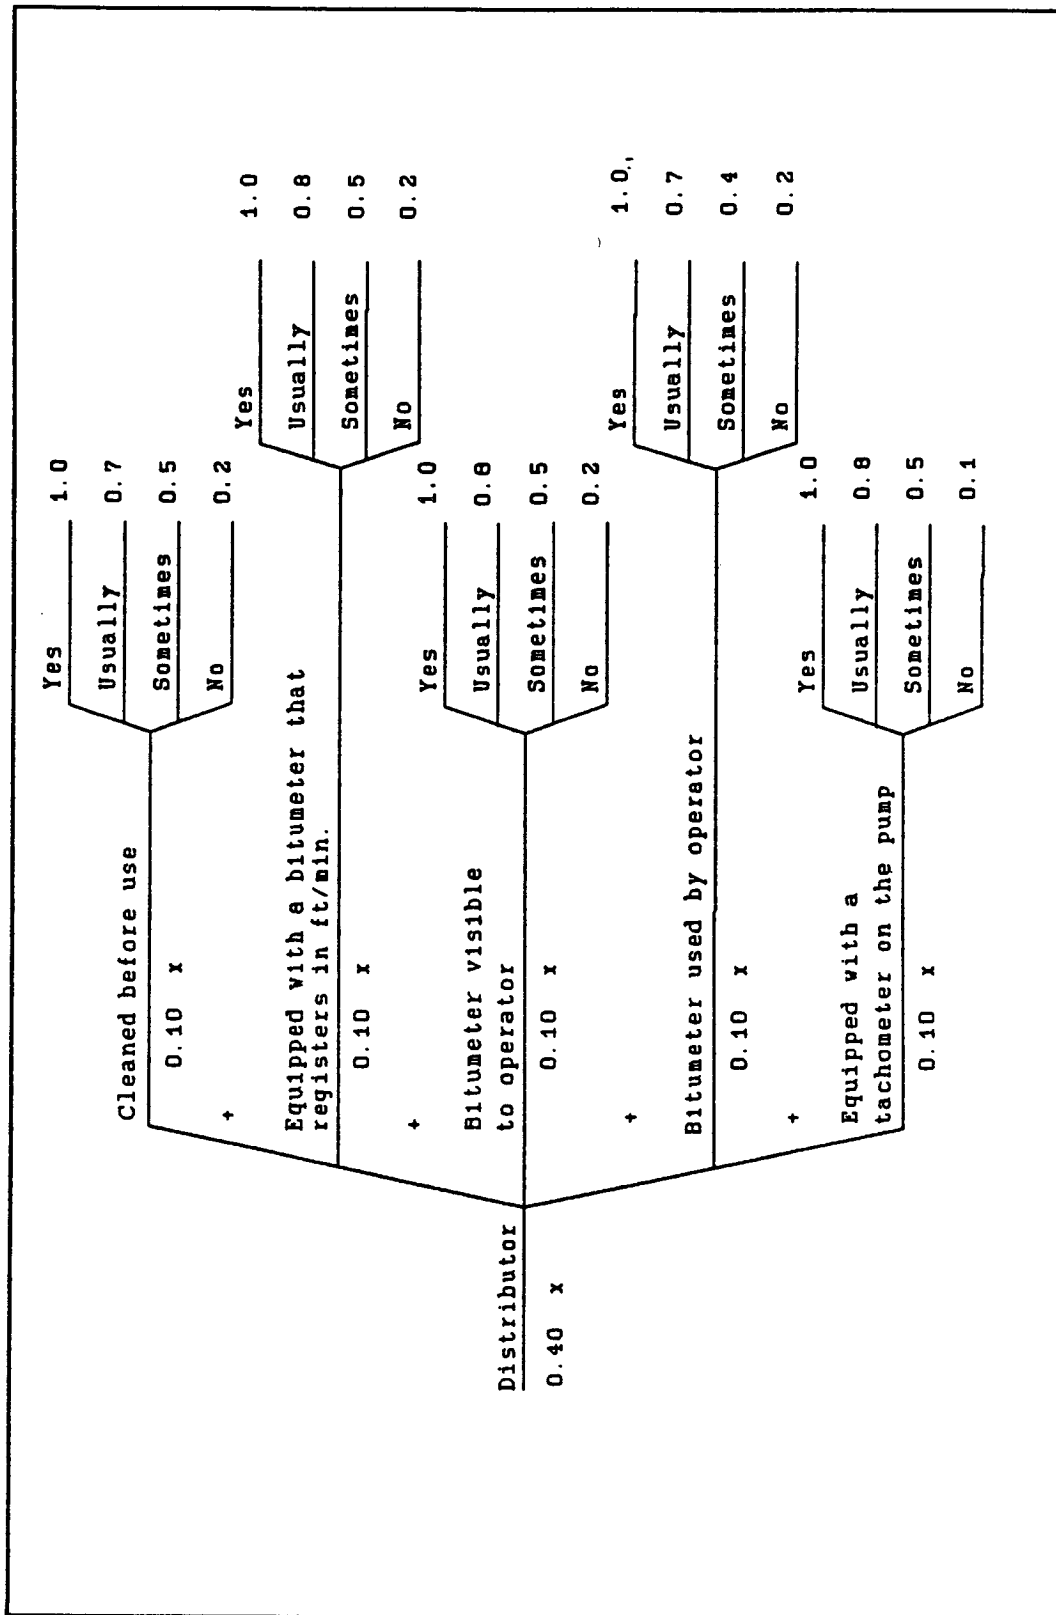 Distributor
0.40 x
Cleaned before use
0.10 x
Yes 1.0
Usually 0.7
Sometimes 0.5
No 0.2
+
Equipped with a bitumeter that
registers in ft/min.
0.10 x
Yes 1.0
Usually 0.8
Sometimes 0.5
No 0.2
+
Bitumeter visible
to operator
0.10 x
Yes 1.0
Usually 0.8
Sometimes 0.5
No 0.2
+
Bitumeter used by operator
0.10 x
Yes 1.0
Usually 0.7
Sometimes 0.4
No 0.2
+
Equipped with a
tachometer on the pump
0.10 x
Yes 1.0
Usually 0.8
Sometimes 0.5
No 0.1